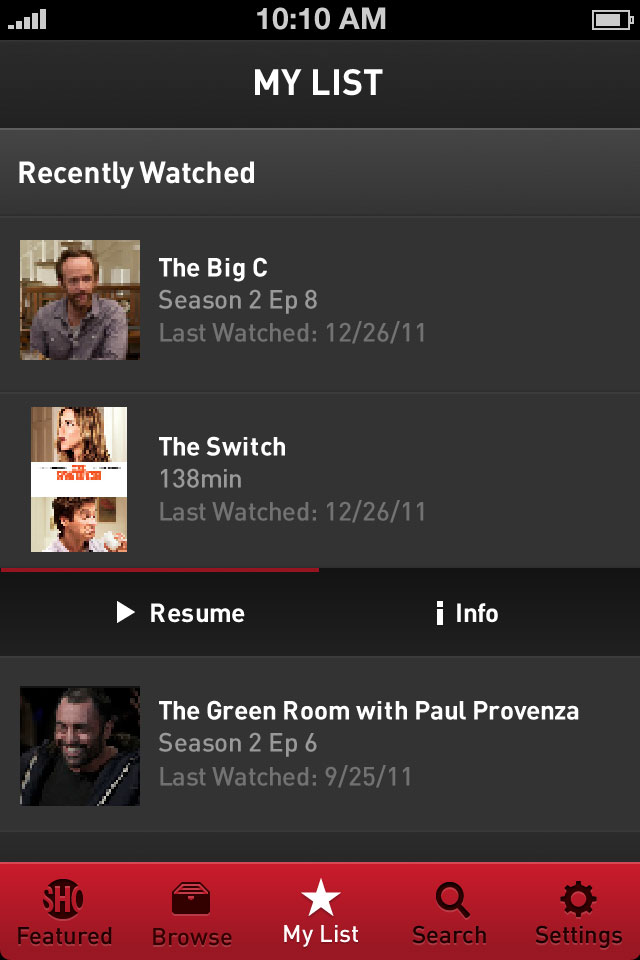 10:10 AM
MY LIST
Recently Watched
The Big C
Season 2 Ep 8
Last Watched: 12/26/11
The Switch
138min
Last Watched: 12/26/11
Resume
Info
The Green Room with Paul Provenza
Season 2 Ep 6
Last Watched: 9/25/11
SHO
Featured
Browse
My List
Search
Settings